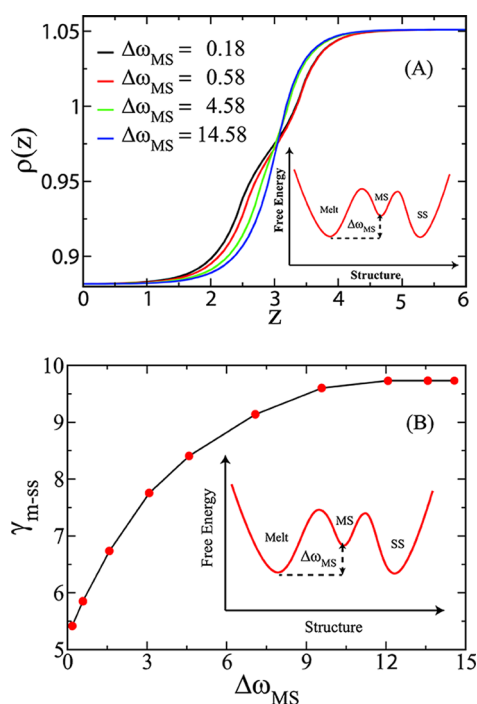 1.05
1
0.95
0.9
ρ(z)
Δω_MS = 0.18
Δω_MS = 0.58
Δω_MS = 4.58
Δω_MS = 14.58
(A)
Free Energy
Melt
MS
SS
Δω_MS
Structure
0 1 2 3 4 5 6
z
10
9
8
7
6
5
γ_m-ss
(B)
Free Energy
Melt
MS
SS
Δω_MS
Structure
0 3 6 9 12 15
Δω_MS